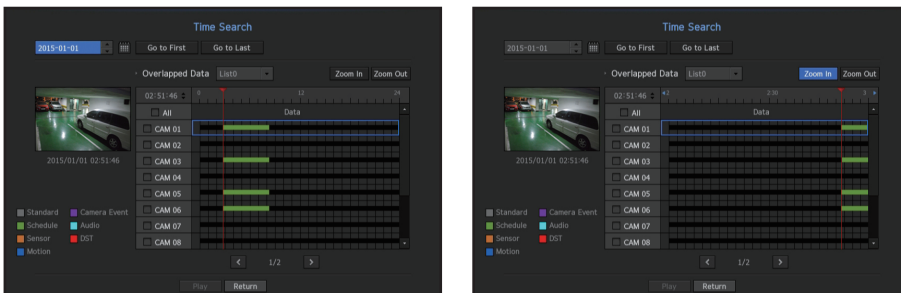 Time Search
2015-01-01 Go to First Go to Last
· Overlapped Data List0 Zoom In Zoom Out
02:51:46 0 12 24
All Data
CAM 01
CAM 02
2015/01/01 02:51:46 CAM 03
CAM 04
CAM 05
Standard Camera Event CAM 06
Schedule Audio CAM 07
Sensor DST CAM 08
Motion
< 1/2 >
Play Return
Time Search
2015-01-01 Go to First Go to Last
· Overlapped Data List0 Zoom In Zoom Out
02:51:46 2 2:30 3
All Data
CAM 01
CAM 02
2015/01/01 02:51:46 CAM 03
CAM 04
CAM 05
Standard Camera Event CAM 06
Schedule Audio CAM 07
Sensor DST CAM 08
Motion
< 1/2 >
Play Return